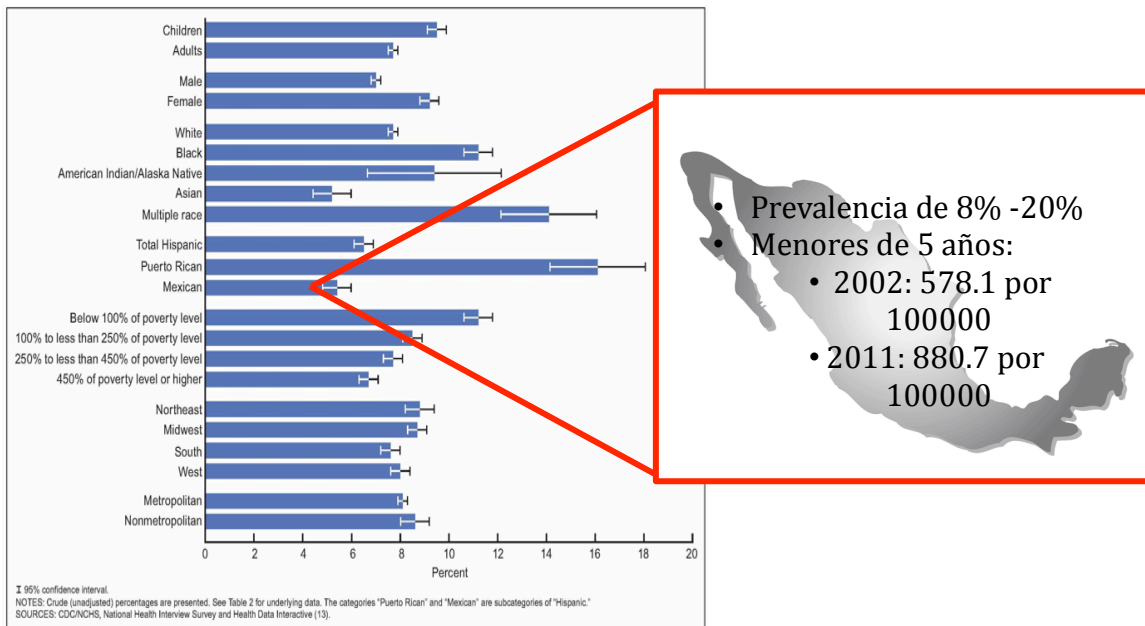 Children
Adults
Male
Female
White
Black
American Indian/Alaska Native
Asian
Multiple race
Total Hispanic
Puerto Rican
Mexican
Below 100% of poverty level
100% to less than 250% of poverty level
250% to less than 450% of poverty level
450% of poverty level or higher
Northeast
Midwest
South
West
Metropolitan
Nonmetropolitan
0 2 4 6 8 10 12 14 16 18 20
Percent
I 95% confidence interval.
NOTES: Crude (unadjusted) percentages are presented. See Table 2 for underlying data. The categories "Puerto Rican" and "Mexican" are subcategories of "Hispanic."
SOURCES: CDC/NCHS, National Health Interview Survey and Health Data Interactive (13).
• Prevalencia de 8% -20%
• Menores de 5 años:
• 2002: 578.1 por
100000
• 2011: 880.7 por
100000